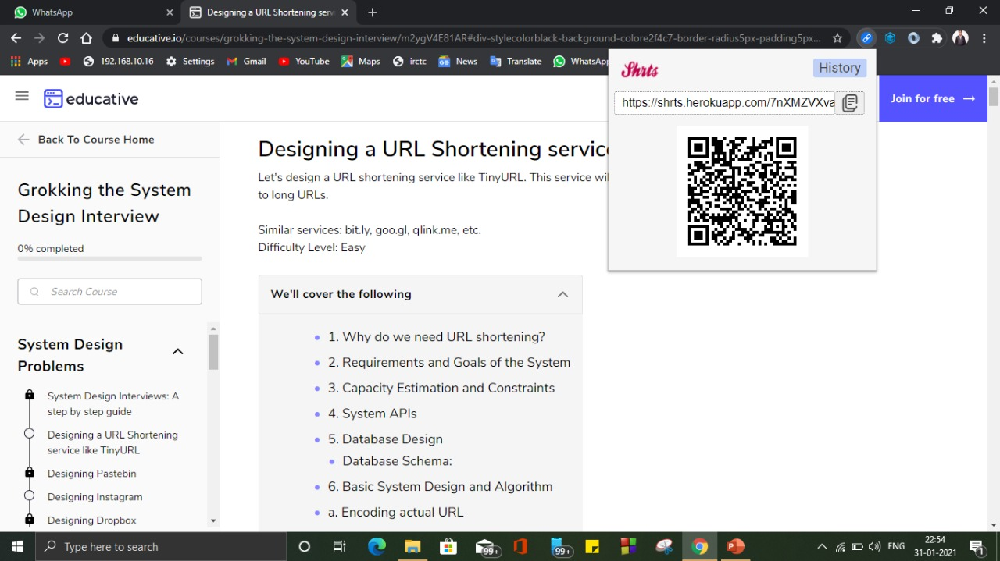 WhatsApp
Designing a URL Shortening serv
educative.io/courses/grokking-the-system-design-interview/m2ygV4E81AR#div-stylecolorblack-background-colore2f4c7-border-radius5px-padding5px...
Apps
192.168.10.16
Settings
Gmail
YouTube
Maps
irctc
News
Translate
WhatsApp
Shrts
History
https://shrts.herokuapp.com/7nXMZVXva
educative
Join for free →
Back To Course Home
Grokking the System
Design Interview
0% completed
Search Course
System Design
Problems
System Design Interviews: A
step by step guide
Designing a URL Shortening
service like TinyURL
Designing Pastebin
Designing Instagram
Designing Dropbox
Designing a URL Shortening service
Let's design a URL shortening service like TinyURL. This service wil
to long URLs.
Similar services: bit.ly, goo.gl, qlink.me, etc.
Difficulty Level: Easy
We'll cover the following
1. Why do we need URL shortening?
2. Requirements and Goals of the System
3. Capacity Estimation and Constraints
4. System APIs
5. Database Design
Database Schema:
6. Basic System Design and Algorithm
a. Encoding actual URL
Type here to search
99+
99+
ENG
22:54
31-01-2021
1